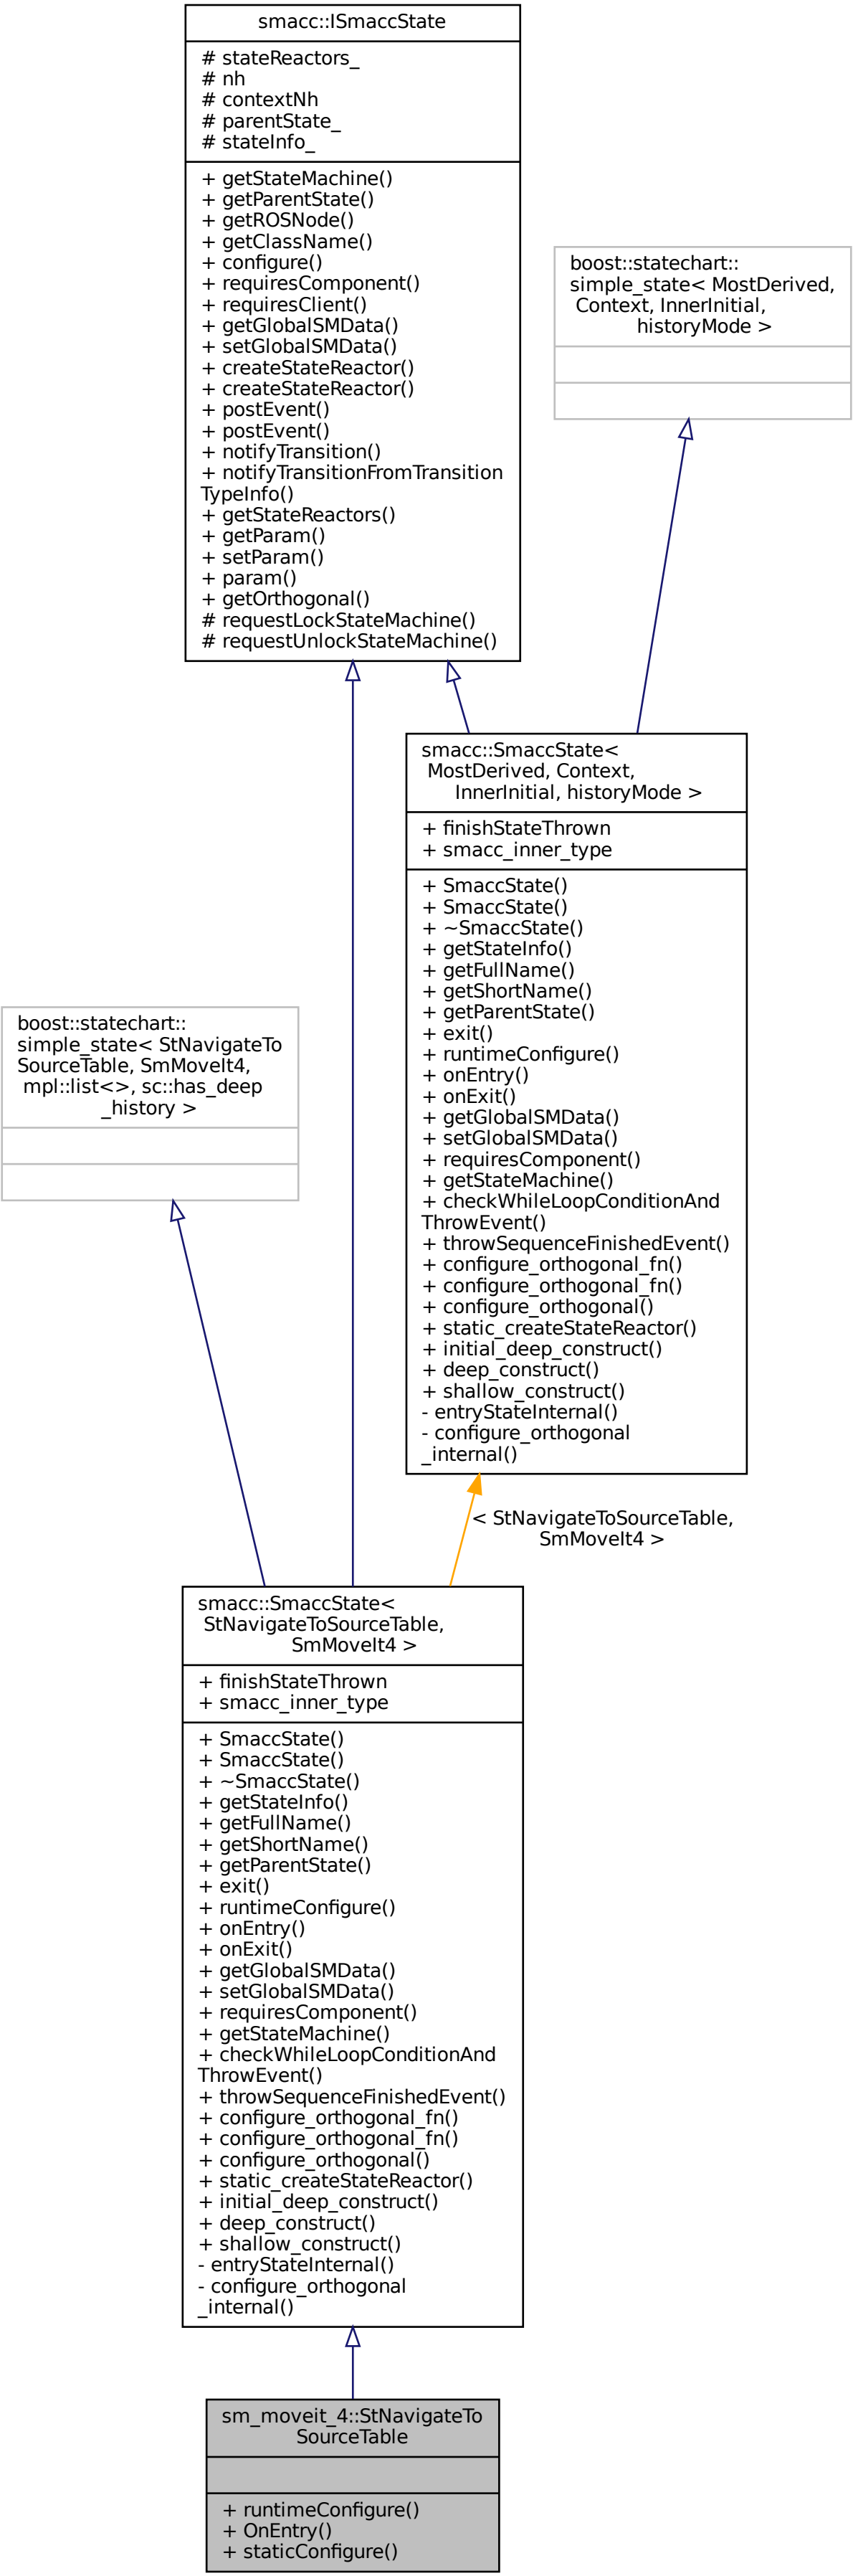 smacc::ISmaccState
# stateReactors_
# nh
# contextNh
# parentState_
# stateInfo_
+ getStateMachine()
+ getParentState()
+ getROSNode()
+ getClassName()
+ configure()
+ requiresComponent()
+ requiresClient()
+ getGlobalSMData()
+ setGlobalSMData()
+ createStateReactor()
+ createStateReactor()
+ postEvent()
+ postEvent()
+ notifyTransition()
+ notifyTransitionFromTransition
TypeInfo()
+ getStateReactors()
+ getParam()
+ setParam()
+ param()
+ getOrthogonal()
# requestLockStateMachine()
# requestUnlockStateMachine()
boost::statechart::
simple_state< MostDerived,
Context, InnerInitial,
historyMode >
smacc::SmaccState<
MostDerived, Context,
InnerInitial, historyMode >
+ finishStateThrown
+ smacc_inner_type
+ SmaccState()
+ SmaccState()
+ ~SmaccState()
+ getStateInfo()
+ getFullName()
+ getShortName()
+ getParentState()
+ exit()
+ runtimeConfigure()
+ onEntry()
+ onExit()
+ getGlobalSMData()
+ setGlobalSMData()
+ requiresComponent()
+ getStateMachine()
+ checkWhileLoopConditionAnd
ThrowEvent()
+ throwSequenceFinishedEvent()
+ configure_orthogonal_fn()
+ configure_orthogonal_fn()
+ configure_orthogonal()
+ static_createStateReactor()
+ initial_deep_construct()
+ deep_construct()
+ shallow_construct()
- entryStateInternal()
- configure_orthogonal
_internal()
boost::statechart::
simple_state< StNavigateTo
SourceTable, SmMoveIt4,
mpl::list<>, sc::has_deep
_history >
< StNavigateToSourceTable,
SmMoveIt4 >
smacc::SmaccState<
StNavigateToSourceTable,
SmMoveIt4 >
+ finishStateThrown
+ smacc_inner_type
+ SmaccState()
+ SmaccState()
+ ~SmaccState()
+ getStateInfo()
+ getFullName()
+ getShortName()
+ getParentState()
+ exit()
+ runtimeConfigure()
+ onEntry()
+ onExit()
+ getGlobalSMData()
+ setGlobalSMData()
+ requiresComponent()
+ getStateMachine()
+ checkWhileLoopConditionAnd
ThrowEvent()
+ throwSequenceFinishedEvent()
+ configure_orthogonal_fn()
+ configure_orthogonal_fn()
+ configure_orthogonal()
+ static_createStateReactor()
+ initial_deep_construct()
+ deep_construct()
+ shallow_construct()
- entryStateInternal()
- configure_orthogonal
_internal()
sm_moveit_4::StNavigateTo
SourceTable
+ runtimeConfigure()
+ OnEntry()
+ staticConfigure()